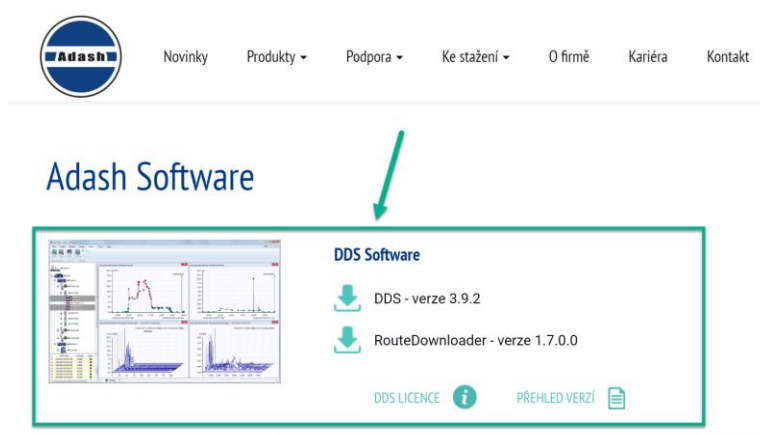 Adash
Novinky Produkty Podpora Ke stažení O firmě Kariéra Kontakt
Adash Software
DDS Software
DDS - verze 3.9.2
RouteDownloader - verze 1.7.0.0
DDS LICENCE i PŘEHLED VERZÍ